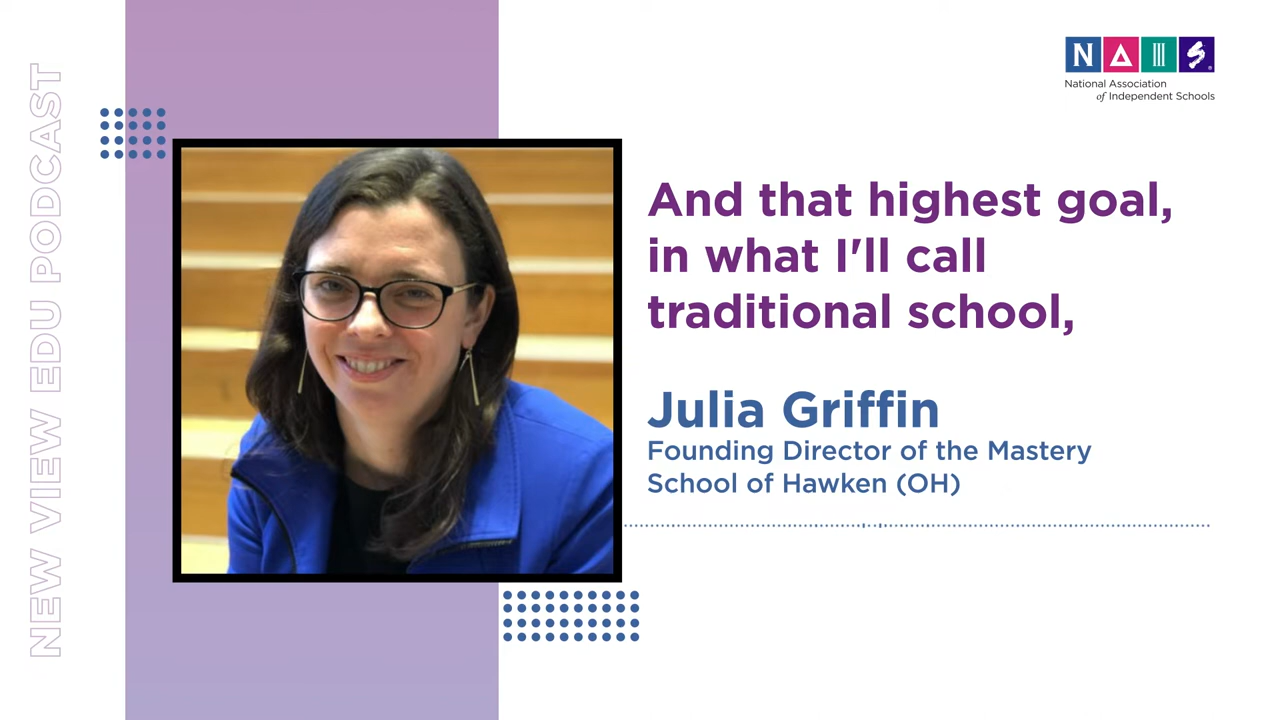 NEW VIEW EDU PODCAST
NAIS
National Association
of Independent Schools
And that highest goal,
in what I'll call
traditional school,
Julia Griffin
Founding Director of the Mastery
School of Hawken (OH)